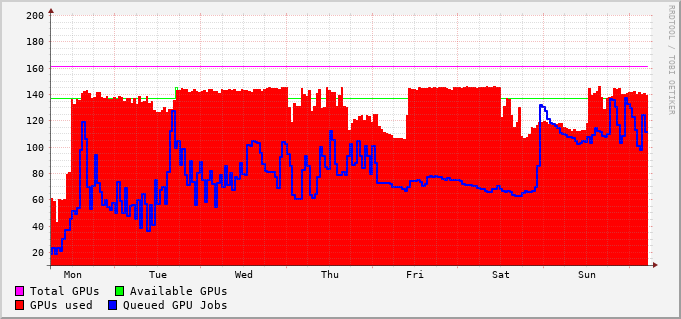 200
180
160
140
120
100
80
60
40
20
Mon Tue Wed Thu Fri Sat Sun
Total GPUs Available GPUs
GPUs used Queued GPU Jobs
RRDTOOL / TOBI OETIKER